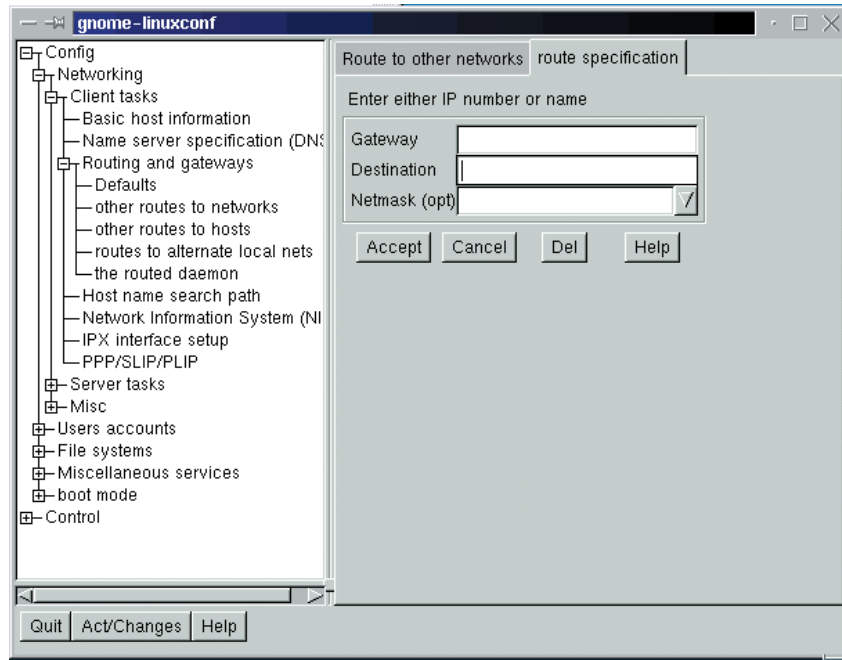 gnome-linuxconf
Config
Networking
Client tasks
Basic host information
Name server specification (DNS
Routing and gateways
Defaults
other routes to networks
other routes to hosts
routes to alternate local nets
the routed daemon
Host name search path
Network Information System (NI
IPX interface setup
PPP/SLIP/PLIP
Server tasks
Misc
Users accounts
File systems
Miscellaneous services
boot mode
Control
Route to other networks
route specification
Enter either IP number or name
Gateway
Destination
Netmask (opt)
Accept Cancel Del Help
Quit Act/Changes Help